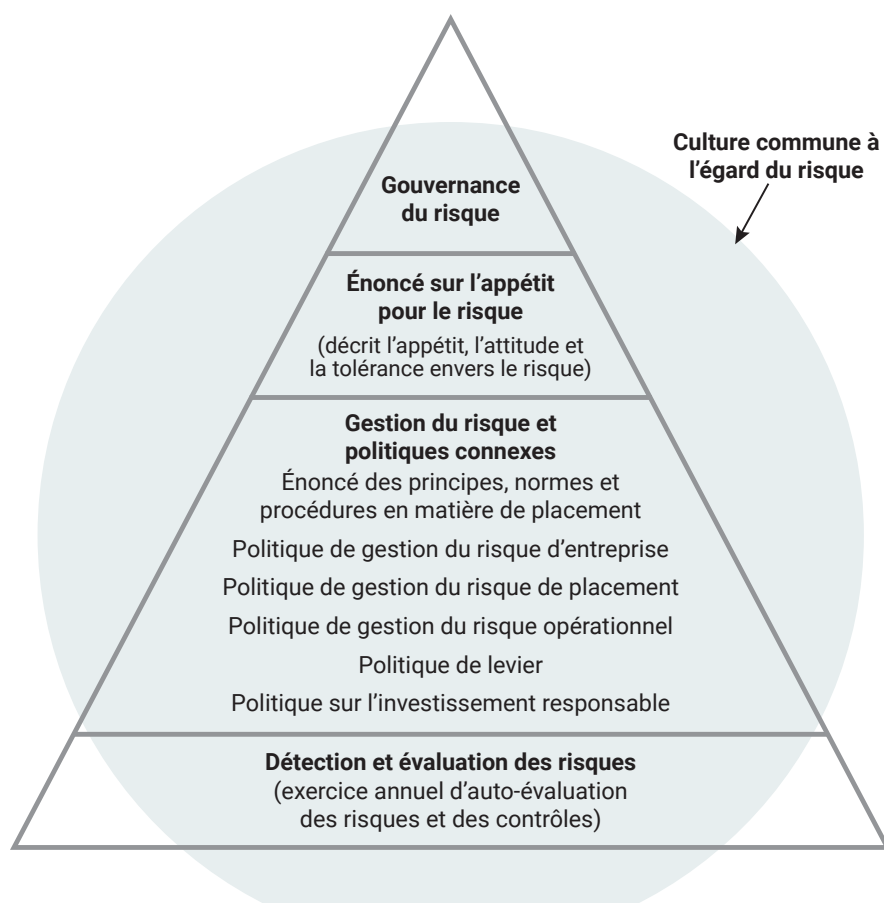 Culture commune à
l'égard du risque
Gouvernance
du risque
Énoncé sur l'appétit
pour le risque
(décrit l'appétit, l'attitude et
la tolérance envers le risque)
Gestion du risque et
politiques connexes
Énoncé des principes, normes et
procédures en matière de placement
Politique de gestion du risque d'entreprise
Politique de gestion du risque de placement
Politique de gestion du risque opérationnel
Politique de levier
Politique sur l'investissement responsable
Détection et évaluation des risques
(exercice annuel d'auto-évaluation
des risques et des contrôles)